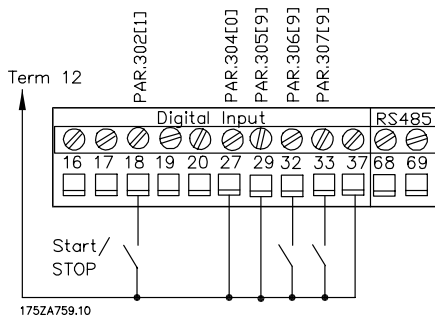 PAR.302[1]
PAR.304[0]
PAR.305[9]
PAR.306[9]
PAR.307[9]
Term 12
Digital Input RS485
16 17 18 19 20 27 29 32 33 37 68 69
Start/
STOP
175ZA759.10